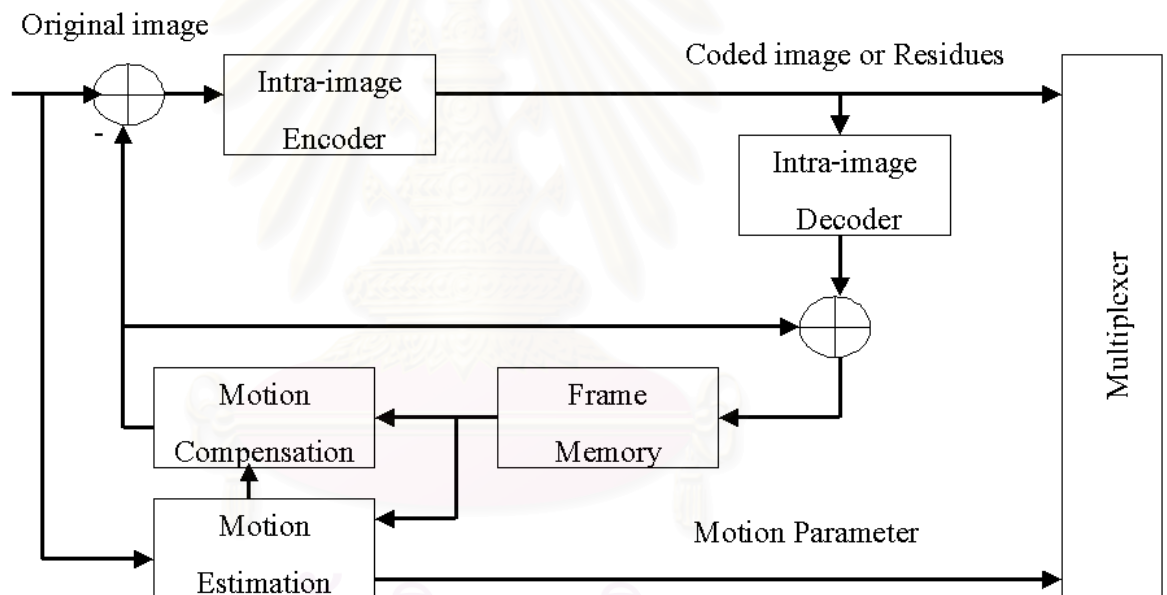 Original image
Coded image or Residues
Intra-image
Encoder
-
Intra-image
Decoder
Multiplexer
Motion
Compensation
Frame
Memory
Motion
Estimation
Motion Parameter